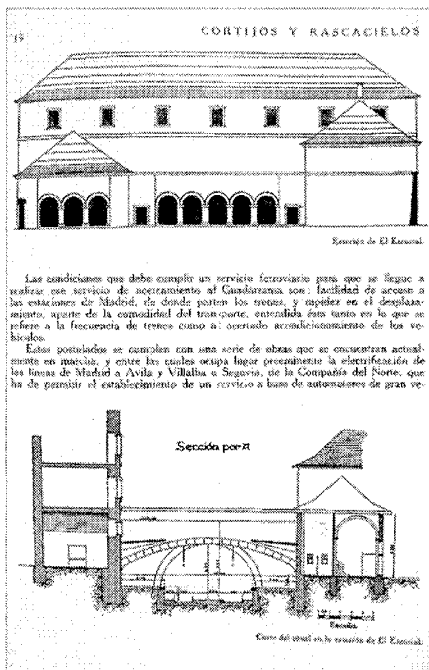 CORTIJOS Y RASCACIELOS
Estación de El Escorial.
Las condiciones que debe cumplir un servicio ferroviario para que se llegue a
realizar ese servicio de acercamiento al Guadarrama son: facilidad de acceso a
las estaciones de Madrid, de donde parten los trenes, y rapidez en el desplaza-
miento, aparte de la comodidad del transporte, entendida ésta tanto en lo que se
refiere a la frecuencia de trenes como a acertado acondicionamiento de los ve-
hículos.
Estos postulados se cumplen con una serie de obras que se encuentran actual-
mente en marcha, y entre las cuales ocupa lugar preeminente la electrificación de
las líneas de Madrid a Avila y Villalba a Segovia, de la Compañía del Norte, que
ha de permitir el establecimiento de un servicio a base de automotores de gran ve-
Sección por
Escala
Corte del en la estación de El Escorial.